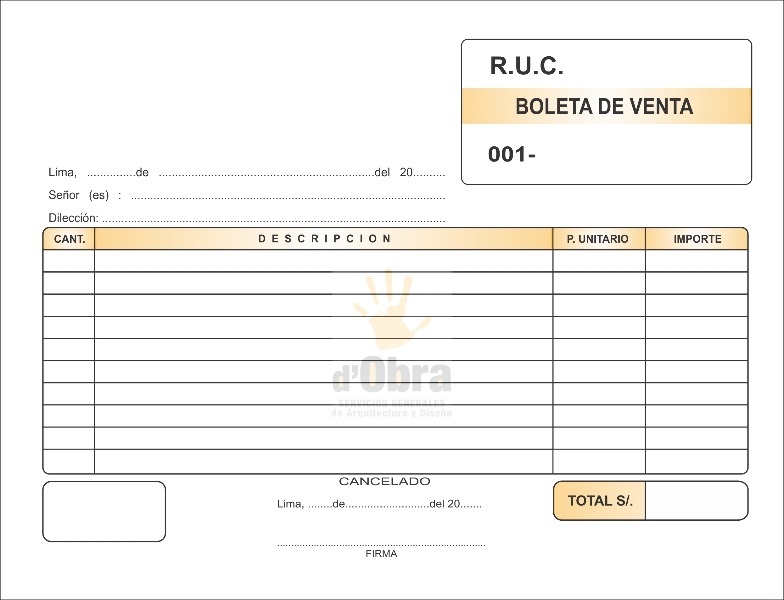 R.U.C.
BOLETA DE VENTA
001-
Lima, ...............de ....................................................................del 20..........
Señor (es) : ....................................................................................................
Dilección: .............................................................................................................
CANT. DESCRIPCION P. UNITARIO IMPORTE
d'Obra
SERVICIOS GENERALES
de Arquitectura y Diseño
CANCELADO
Lima, ........de...........................del 20.......
TOTAL S/.
..................................................................
FIRMA